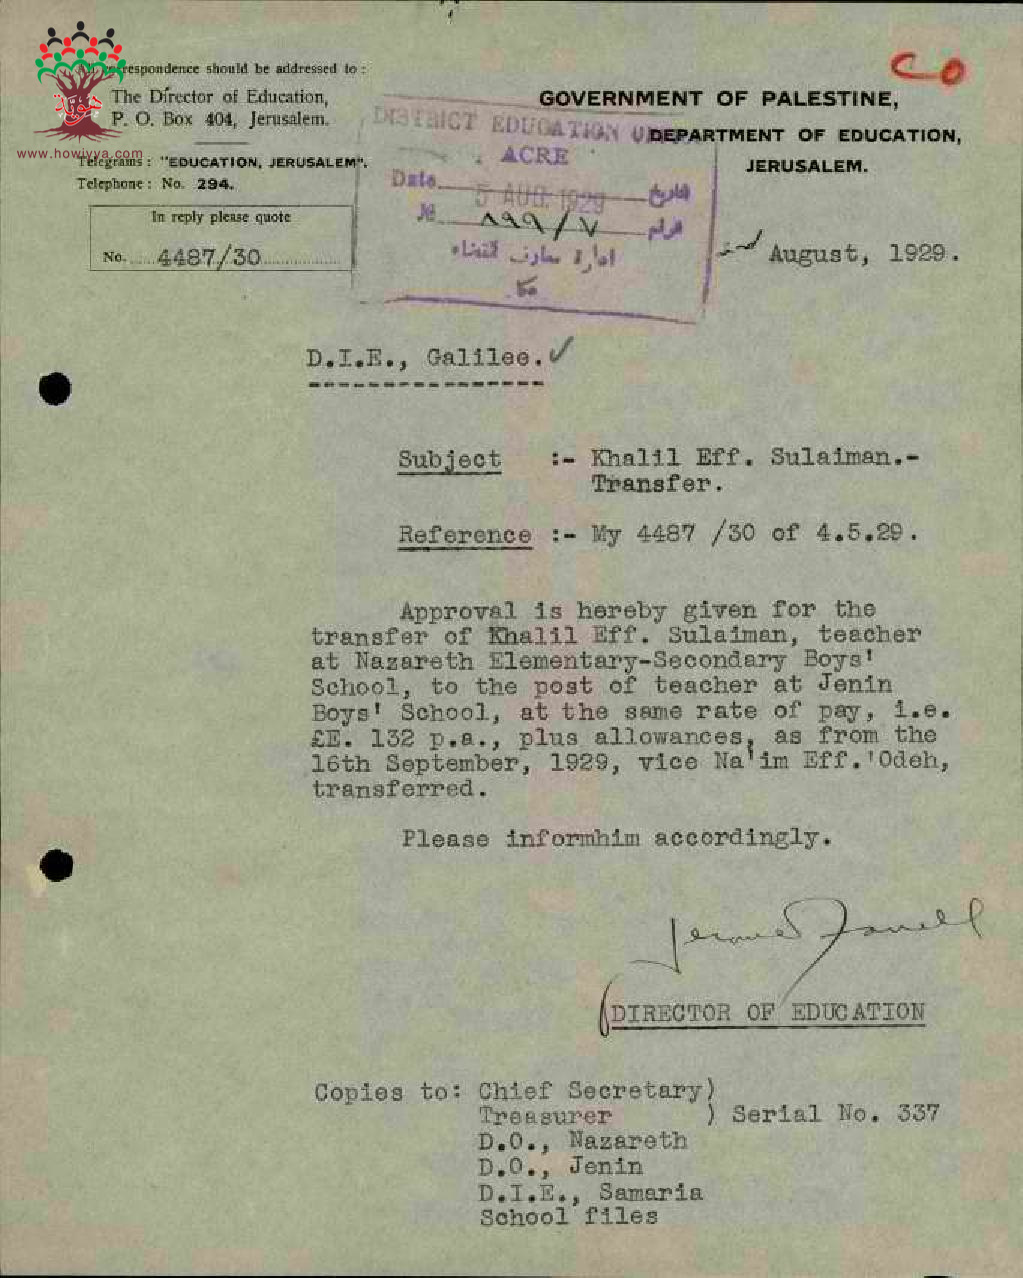 correspondence should be addressed to :
The Director of Education,
P. O. Box 404, Jerusalem.
www.howiyya.com
Telegrams : "EDUCATION, JERUSALEM".
Telephone : No. 294.
In reply please quote
No. 4487/30
GOVERNMENT OF PALESTINE,
DEPARTMENT OF EDUCATION,
JERUSALEM.
DISTRICT EDUCATION
ACRE
Date 5 AUG 1929 تاريخ
№ ٨٩٩/٧
ادارة معارف القضاء
عكا
August, 1929.
D.I.E., Galilee.
Subject :- Khalil Eff. Sulaiman.-
Transfer.
Reference :- My 4487 /30 of 4.5.29.
Approval is hereby given for the
transfer of Khalil Eff. Sulaiman, teacher
at Nazareth Elementary-Secondary Boys'
School, to the post of teacher at Jenin
Boys' School, at the same rate of pay, i.e.
£E. 132 p.a., plus allowances, as from the
16th September, 1929, vice Na'im Eff.'Odeh,
transferred.
Please informhim accordingly.
Jerome Farrell
DIRECTOR OF EDUCATION
Copies to: Chief Secretary)
Treasurer ) Serial No. 337
D.O., Nazareth
D.O., Jenin
D.I.E., Samaria
School files